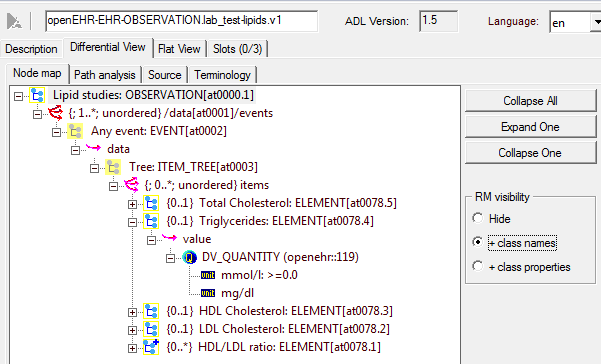 openEHR-EHR-OBSERVATION.lab_test-lipids.v1 ADL Version: 1.5 Language: en
Description Differential View Flat View Slots (0/3)
Node map Path analysis Source Terminology
Lipid studies: OBSERVATION[at0000.1]
{; 1..*; unordered} /data[at0001]/events
Any event: EVENT[at0002]
data
Tree: ITEM_TREE[at0003]
{; 0..*; unordered} items
{0..1} Total Cholesterol: ELEMENT[at0078.5]
{0..1} Triglycerides: ELEMENT[at0078.4]
value
DV_QUANTITY (openehr::119)
unit mmol/l: >=0.0
unit mg/dl
{0..1} HDL Cholesterol: ELEMENT[at0078.3]
{0..1} LDL Cholesterol: ELEMENT[at0078.2]
{0..*} HDL/LDL ratio: ELEMENT[at0078.1]
Collapse All
Expand One
Collapse One
RM visibility
Hide
+ class names
+ class properties